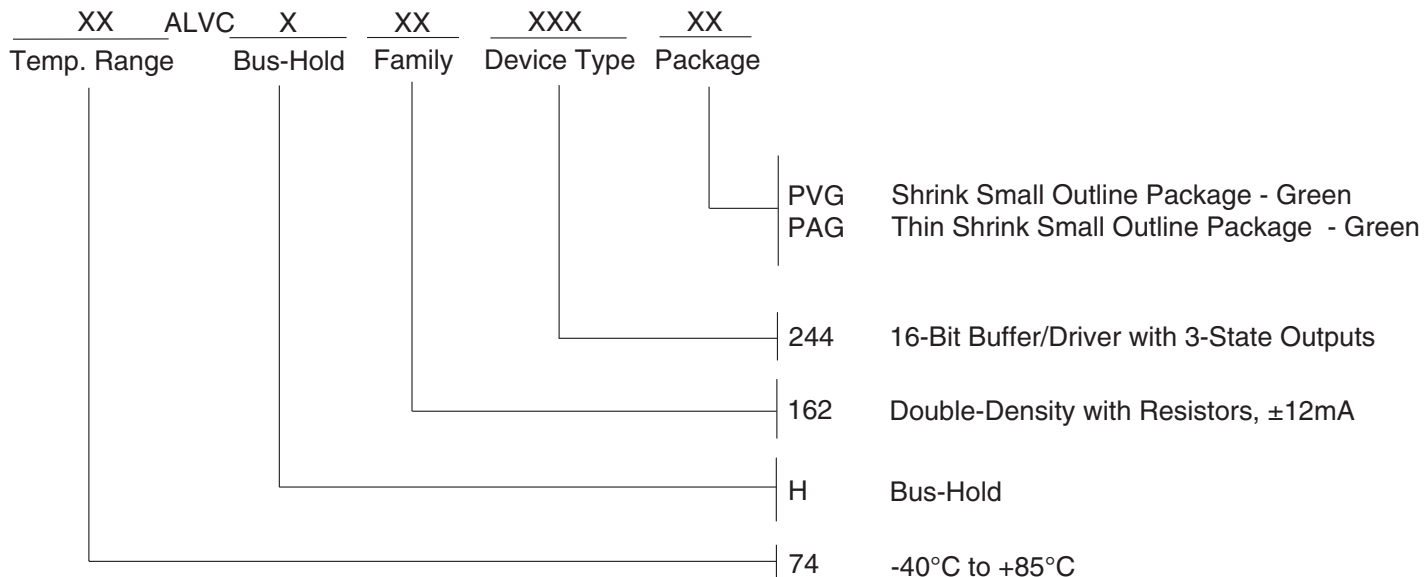 XX ALVC X XX XXX XX
Temp. Range Bus-Hold Family Device Type Package
PVG Shrink Small Outline Package - Green
PAG Thin Shrink Small Outline Package - Green
244 16-Bit Buffer/Driver with 3-State Outputs
162 Double-Density with Resistors, ±12mA
H Bus-Hold
74 -40°C to +85°C